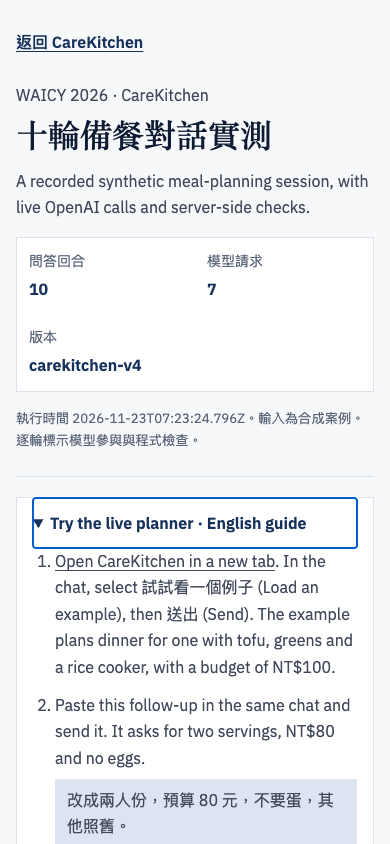 返回 CareKitchen
WAICY 2026 · CareKitchen
十輪備餐對話實測
A recorded synthetic meal-planning session, with
live OpenAI calls and server-side checks.
問答回合
10
模型請求
7
版本
carekitchen-v4
執行時間 2026-11-23T07:23:24.796Z。輸入為合成案例。
逐輪標示模型參與與程式檢查。
▼ Try the live planner · English guide
1. Open CareKitchen in a new tab. In the
chat, select 試試看一個例子 (Load an
example), then 送出 (Send). The example
plans dinner for one with tofu, greens and
a rice cooker, with a budget of NT$100.
2. Paste this follow-up in the same chat and
send it. It asks for two servings, NT$80
and no eggs.
改成兩人份，預算 80 元，不要蛋，其
他照舊。